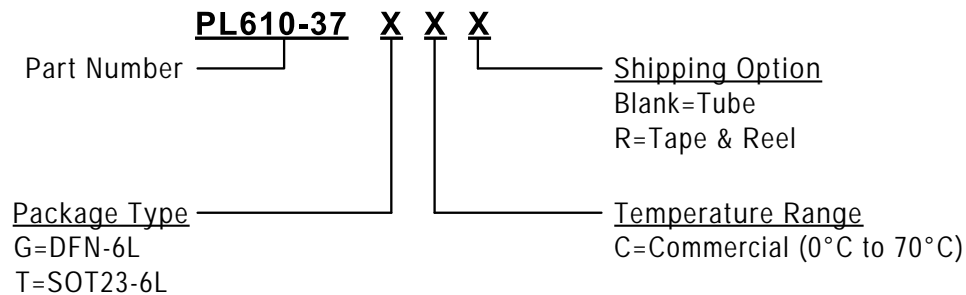 PL610-37 X X X
Part Number
Shipping Option
Blank=Tube
R=Tape & Reel
Package Type
G=DFN-6L
T=SOT23-6L
Temperature Range
C=Commercial (0°C to 70°C)